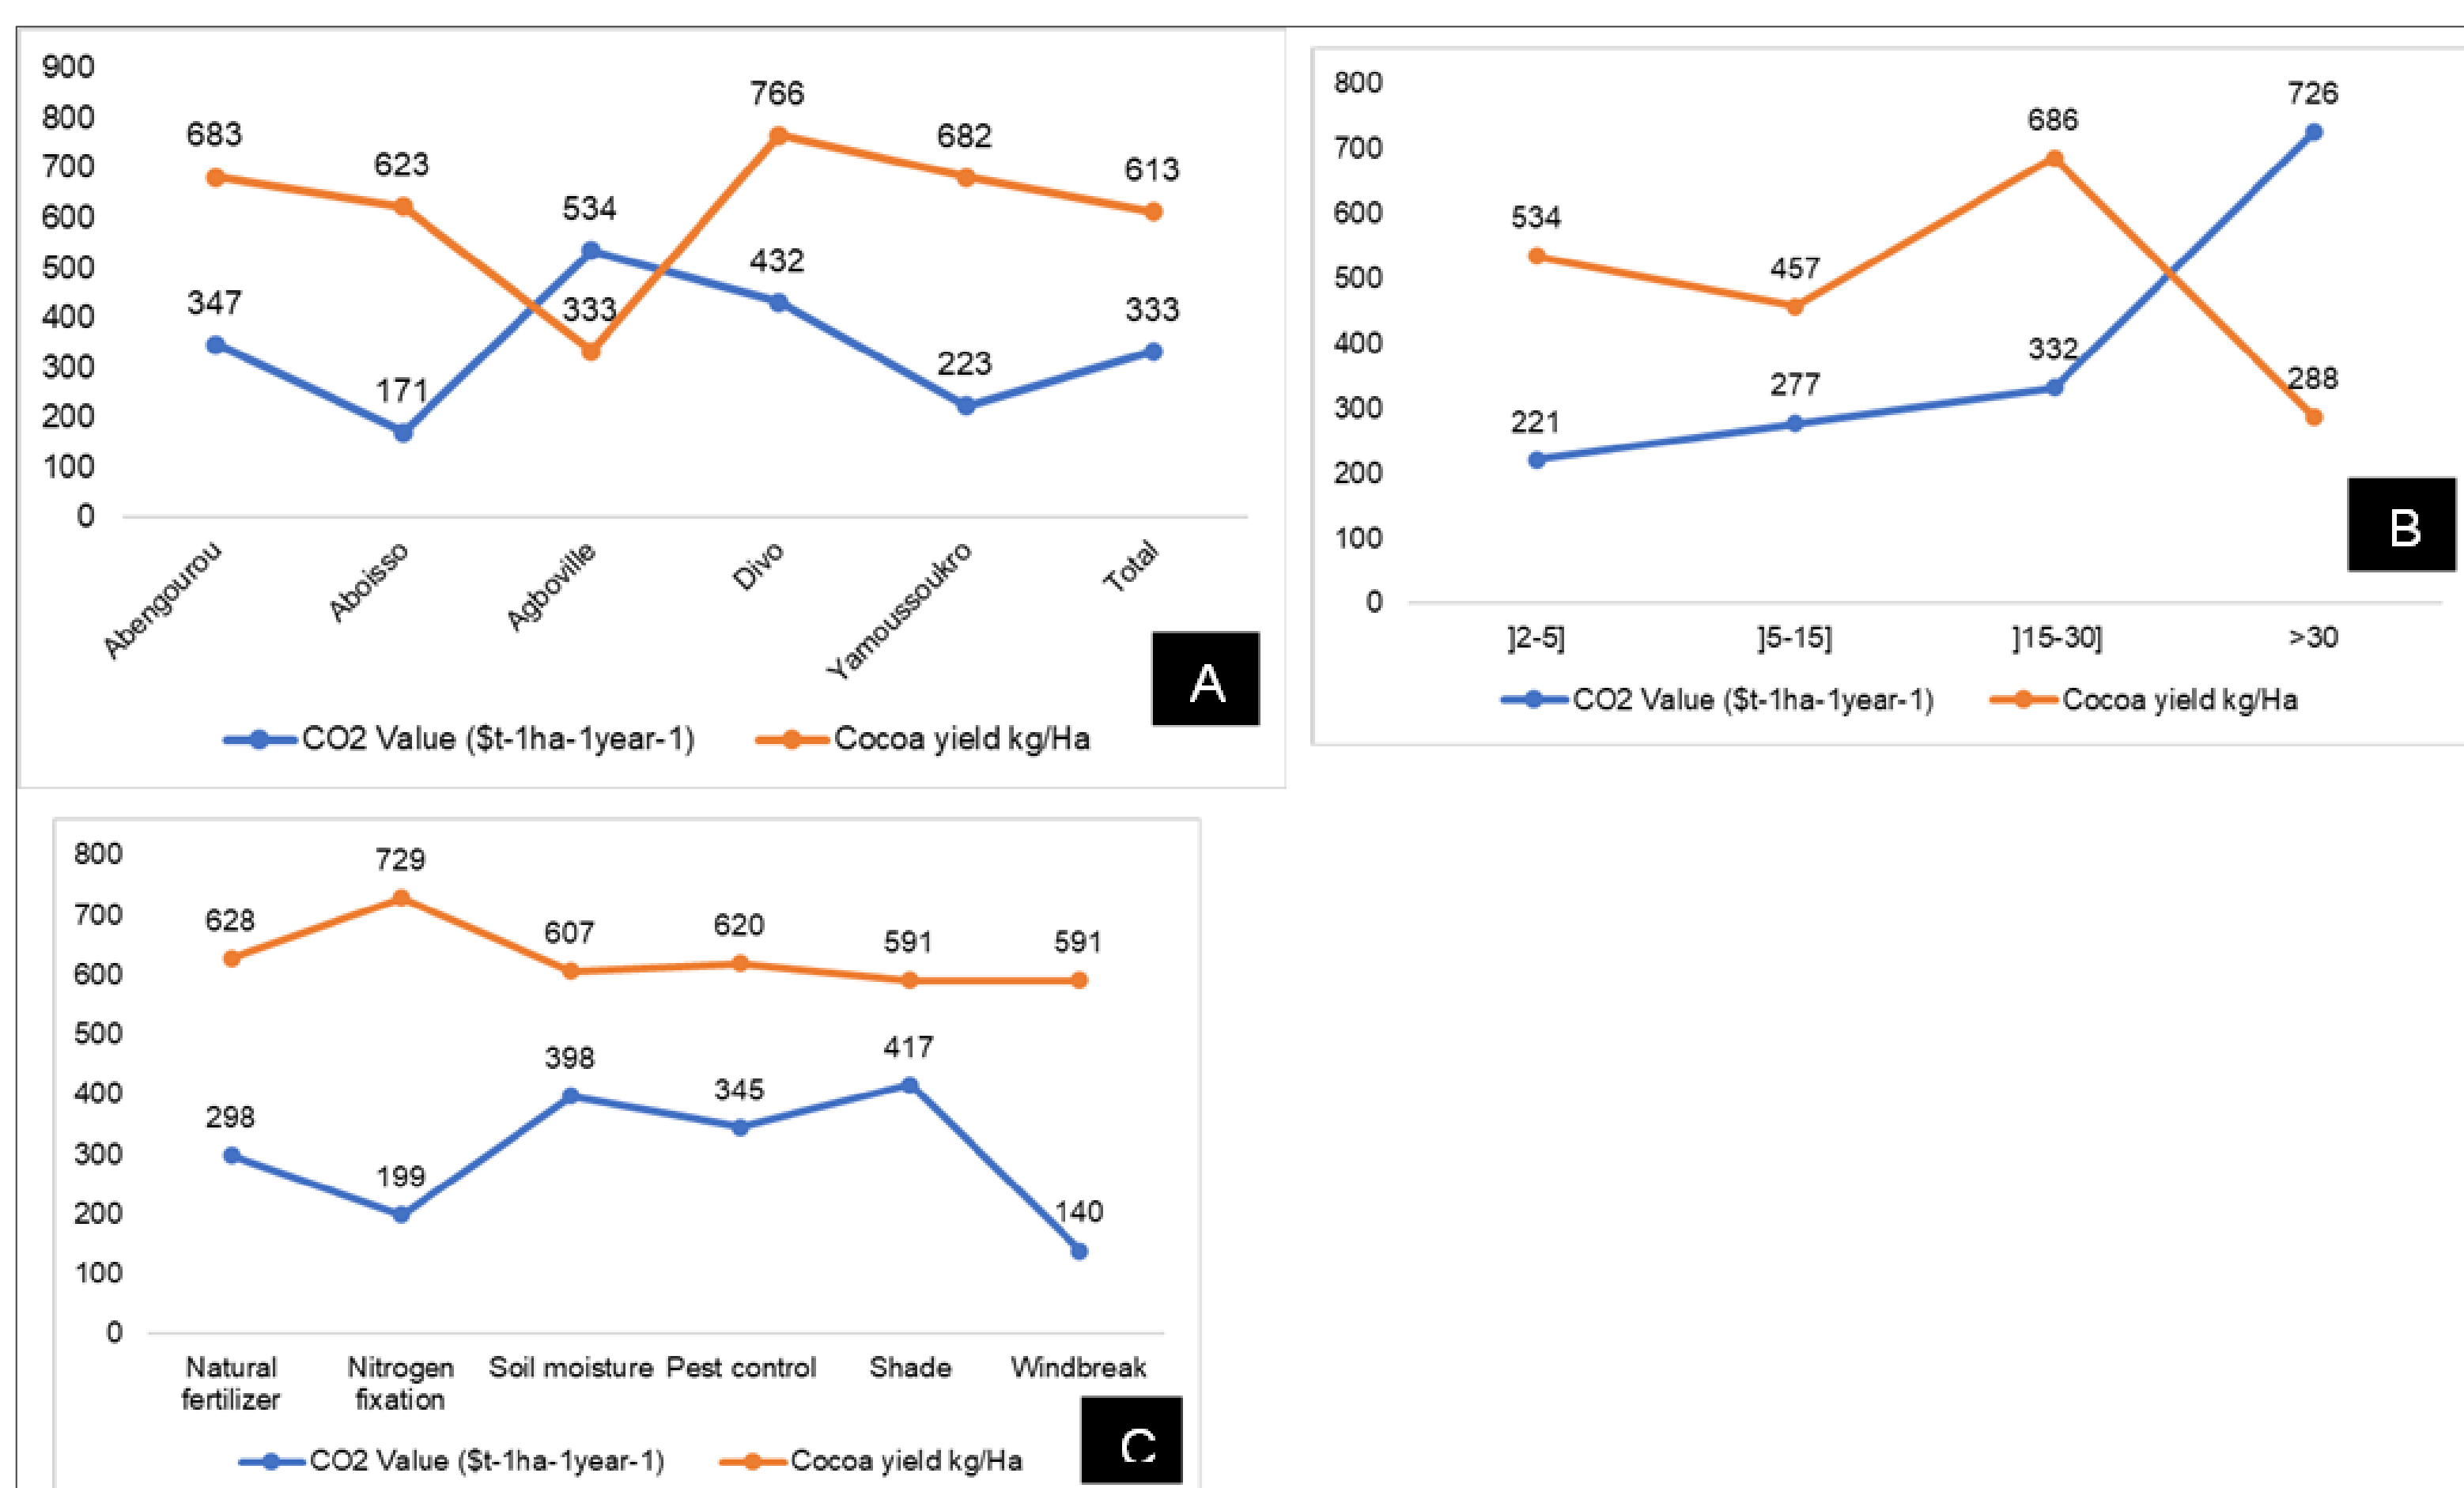 900
800
700
600
500
400
300
200
100
0
683
623
534
766
682
613
347
171
333
432
223
333
Abengourou
Aboisso
Agboville
Divo
Yamoussoukro
Total
CO2 Value ($t-1ha-1year-1) Cocoa yield kg/Ha
A
800
700
600
500
400
300
200
100
0
534
457
686
726
221
277
332
288
]2-5] ]5-15] ]15-30] >30
CO2 Value ($t-1ha-1year-1) Cocoa yield kg/Ha
B
800
700
600
500
400
300
200
100
0
628
729
607
620
591
591
298
199
398
345
417
140
Natural
fertilizer
Nitrogen
fixation
Soil moisture
Pest control
Shade
Windbreak
CO2 Value ($t-1ha-1year-1) Cocoa yield kg/Ha
C